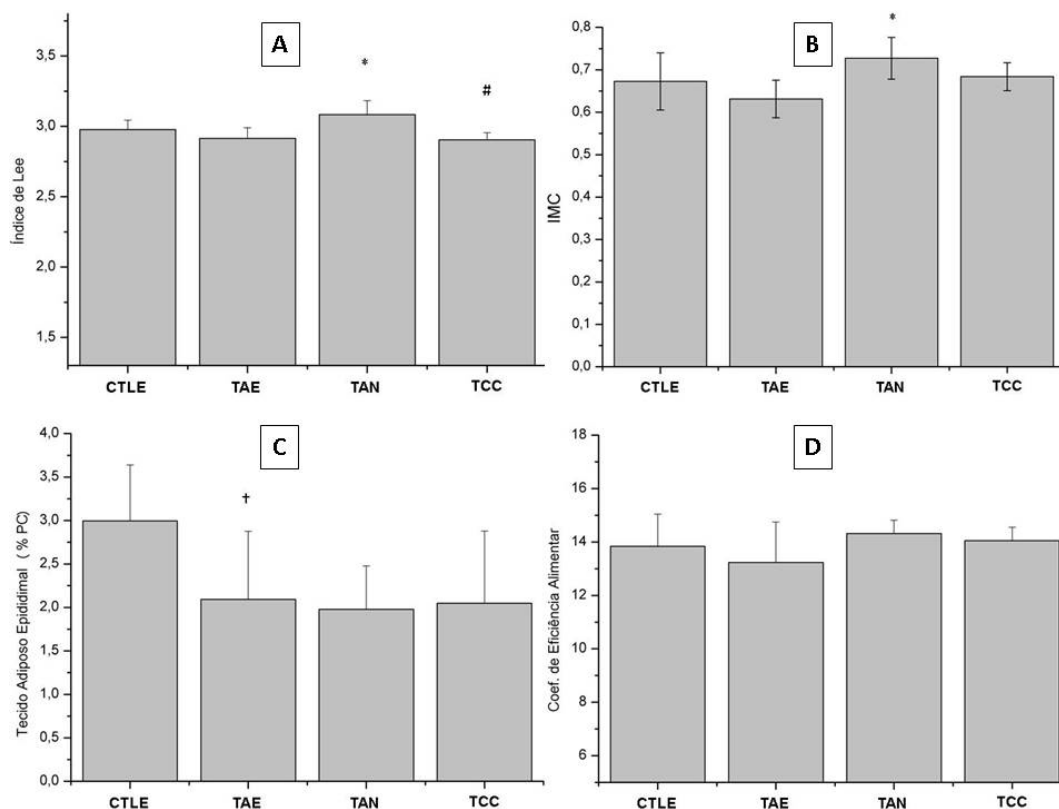 A
Índice de Lee
3,5
3,0
2,5
2,0
1,5
*
#
CTLE TAE TAN TCC
B
IMC
0,8
0,7
0,6
0,5
0,4
0,3
0,2
0,1
0,0
*
CTLE TAE TAN TCC
C
Tecido Adiposo Epididimal ( % PC)
4,0
3,5
3,0
2,5
2,0
1,5
1,0
0,5
0,0
†
CTLE TAE TAN TCC
D
Coef. de Eficiência Alimentar
18
16
14
12
10
8
6
CTLE TAE TAN TCC